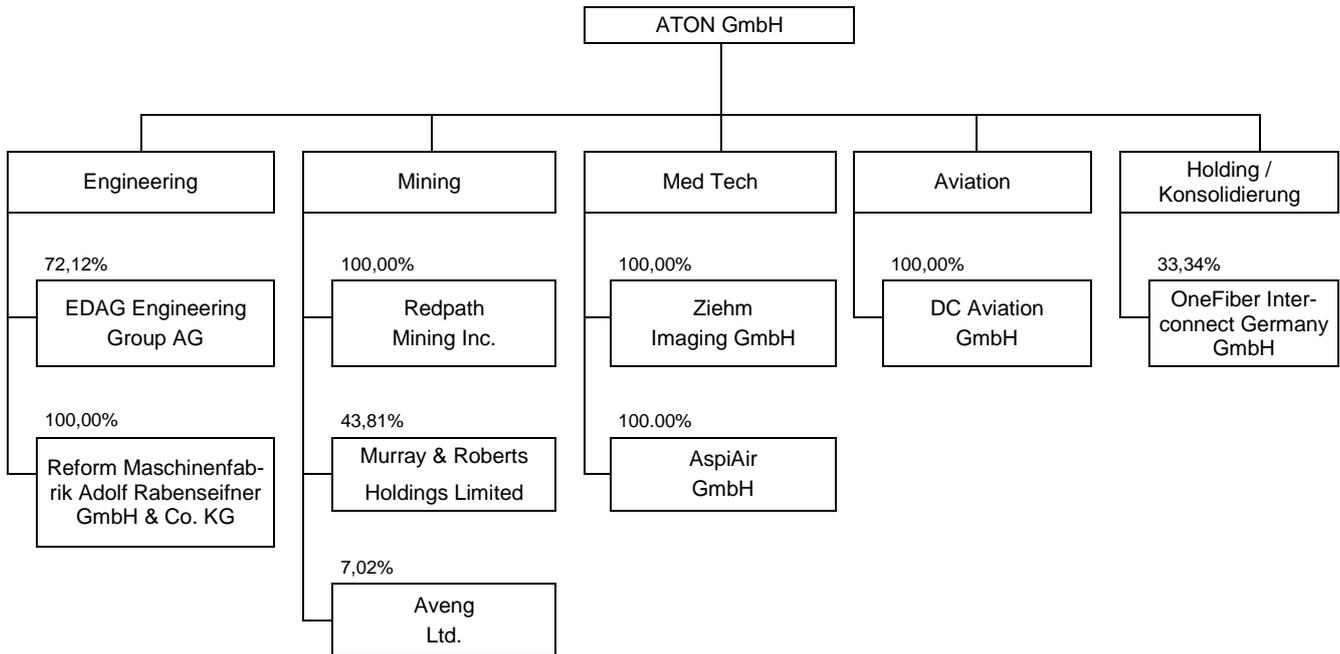 ATON GmbH
Engineering
Mining
Med Tech
Aviation
Holding /
Konsolidierung
72,12%
EDAG Engineering
Group AG
100,00%
Reform Maschinenfab-
rik Adolf Rabenseifner
GmbH & Co. KG
100,00%
Redpath
Mining Inc.
43,81%
Murray & Roberts
Holdings Limited
7,02%
Aveng
Ltd.
100,00%
Ziehm
Imaging GmbH
100.00%
AspiAir
GmbH
100,00%
DC Aviation
GmbH
33,34%
OneFiber Inter-
connect Germany
GmbH